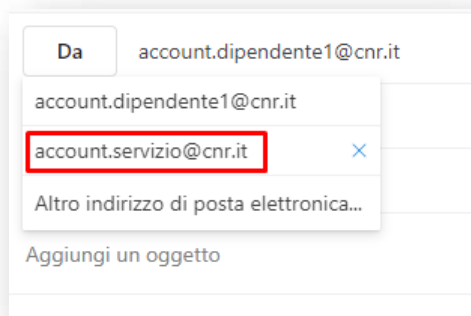 Da account.dipendente1@cnr.it
account.dipendente1@cnr.it
account.servizio@cnr.it
Altro indirizzo di posta elettronica...
Aggiungi un oggetto